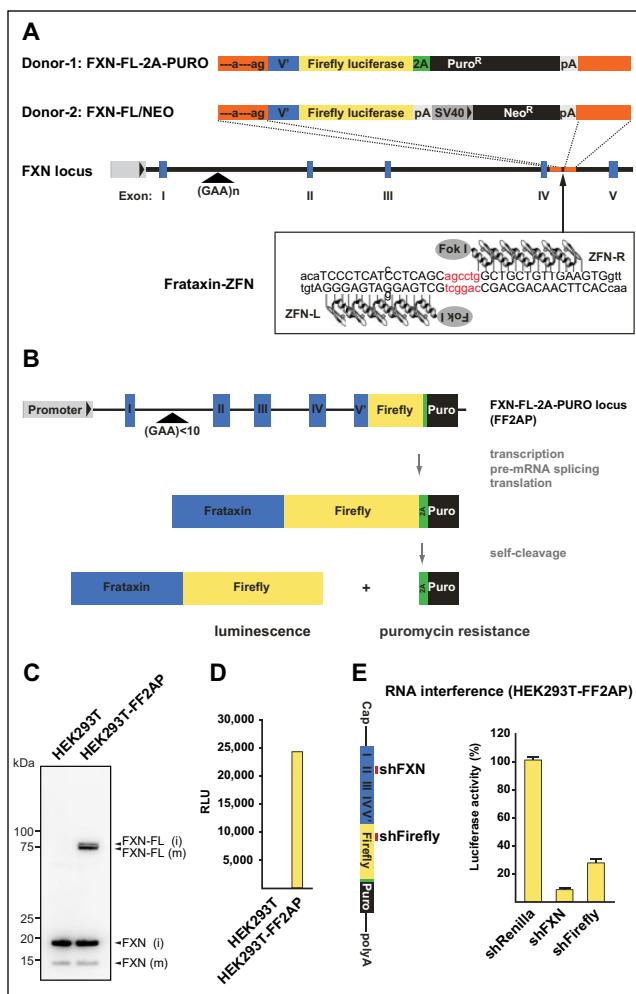 A
Donor-1: FXN-FL-2A-PURO
---a---ag V' Firefly luciferase 2A Puro^R pA
Donor-2: FXN-FL/NEO
---a---ag V' Firefly luciferase pA SV40 Neo^R pA
FXN locus
Exon: I (GAA)n II III IV V
Frataxin-ZFN
Fok I ZFN-R
c
acaTCCCTCATCCTCAGCagcctgGCTGCTGTTGAAGTGgtt
tgtAGGGAGTAGGAGTCGtcggacCGACGACAACTTCACcaa
g
ZFN-L Fok I
B
Promoter I II III IV V' Firefly Puro
(GAA)<10
FXN-FL-2A-PURO locus
(FF2AP)
transcription
pre-mRNA splicing
translation
Frataxin Firefly 2A Puro
self-cleavage
Frataxin Firefly + 2A Puro
luminescence puromycin resistance
C
HEK293T
HEK293T-FF2AP
kDa
100
75
25
20
15
FXN-FL (i)
FXN-FL (m)
FXN (i)
FXN (m)
D
RLU
30,000
25,000
20,000
15,000
10,000
5,000
HEK293T
HEK293T-FF2AP
E
RNA interference (HEK293T-FF2AP)
Cap
I II III IV V'
Firefly
Puro
polyA
shFXN
shFirefly
Luciferase activity (%)
120
100
80
60
40
20
shRenilla
shFXN
shFirefly